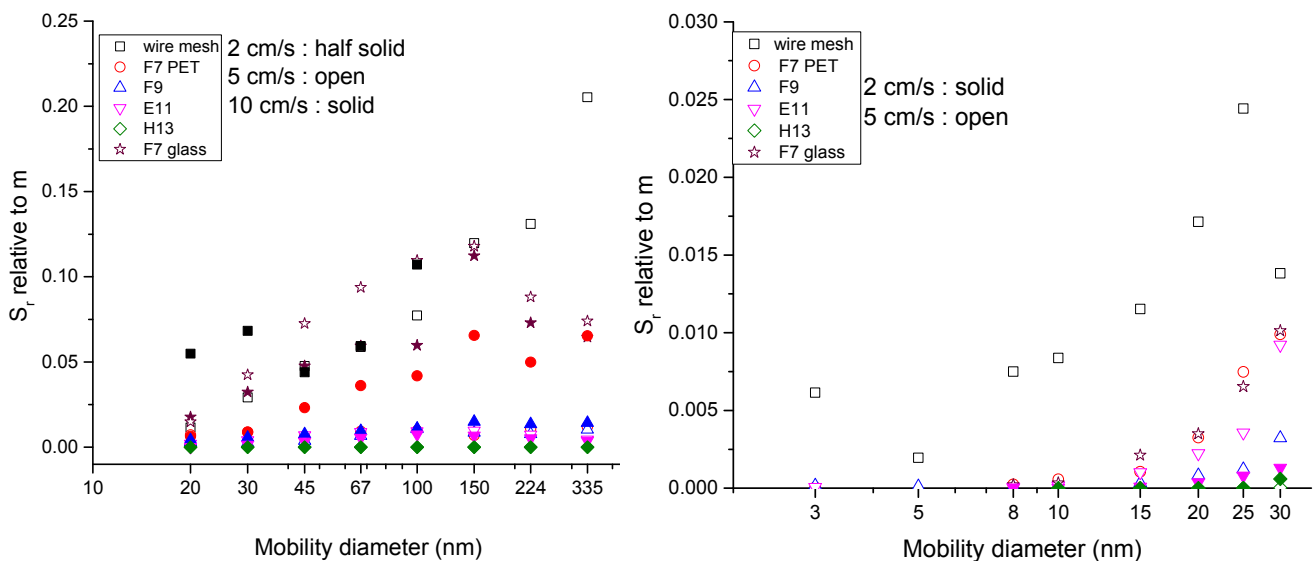 0.25
0.20
0.15
0.10
0.05
0.00
S_r relative to m
wire mesh
F7 PET
F9
E11
H13
F7 glass
2 cm/s : half solid
5 cm/s : open
10 cm/s : solid
10 20 30 45 67 100 150 224 335
Mobility diameter (nm)
0.030
0.025
0.020
0.015
0.010
0.005
0.000
S_r relative to m
wire mesh
F7 PET
F9
E11
H13
F7 glass
2 cm/s : solid
5 cm/s : open
3 5 8 10 15 20 25 30
Mobility diameter (nm)